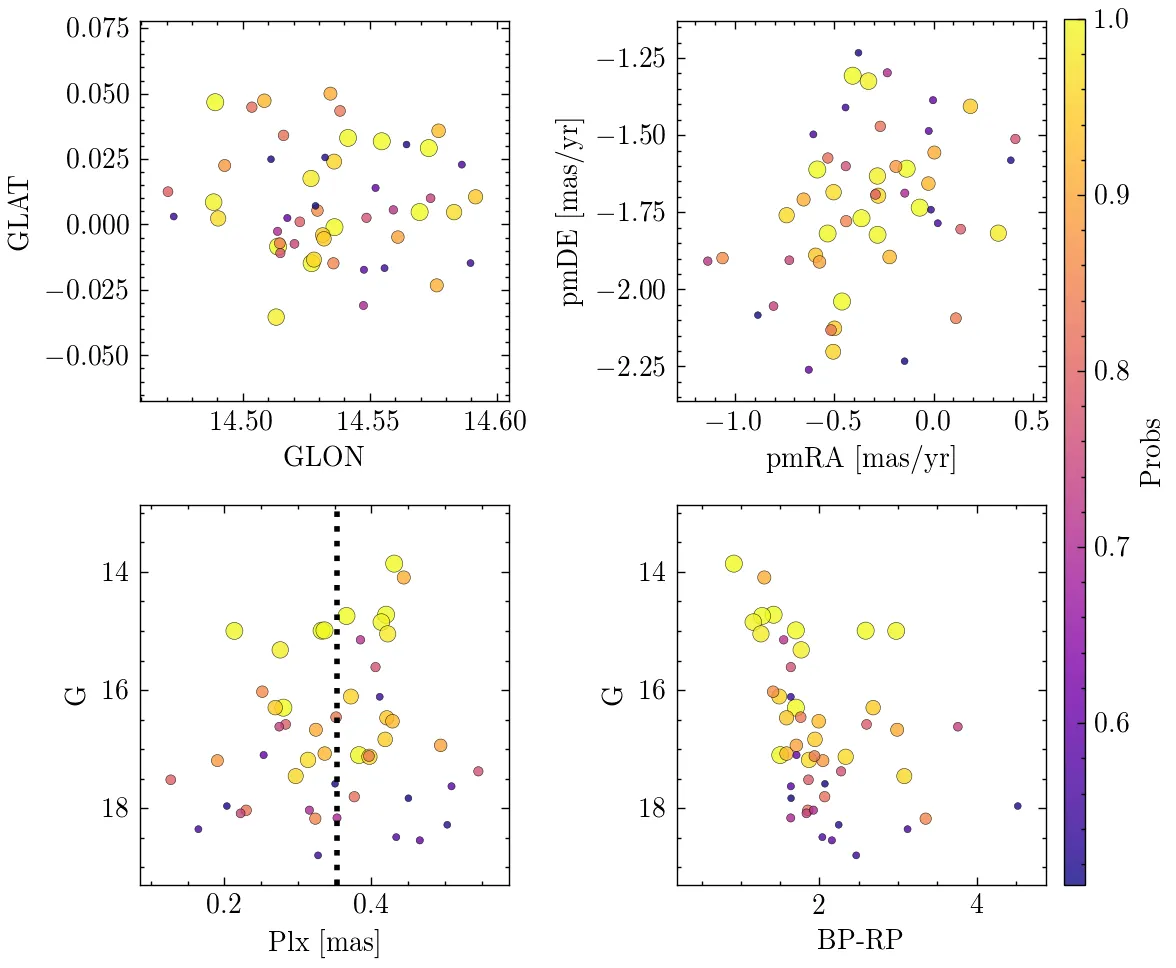 0.075
0.050
0.025
0.000
−0.025
−0.050
GLAT
14.50 14.55 14.60
GLON
−1.25
−1.50
−1.75
−2.00
−2.25
pmDE [mas/yr]
−1.0 −0.5 0.0 0.5
pmRA [mas/yr]
14
16
18
G
0.2 0.4
Plx [mas]
14
16
18
G
2 4
BP-RP
1.0
0.9
0.8
0.7
0.6
Probs